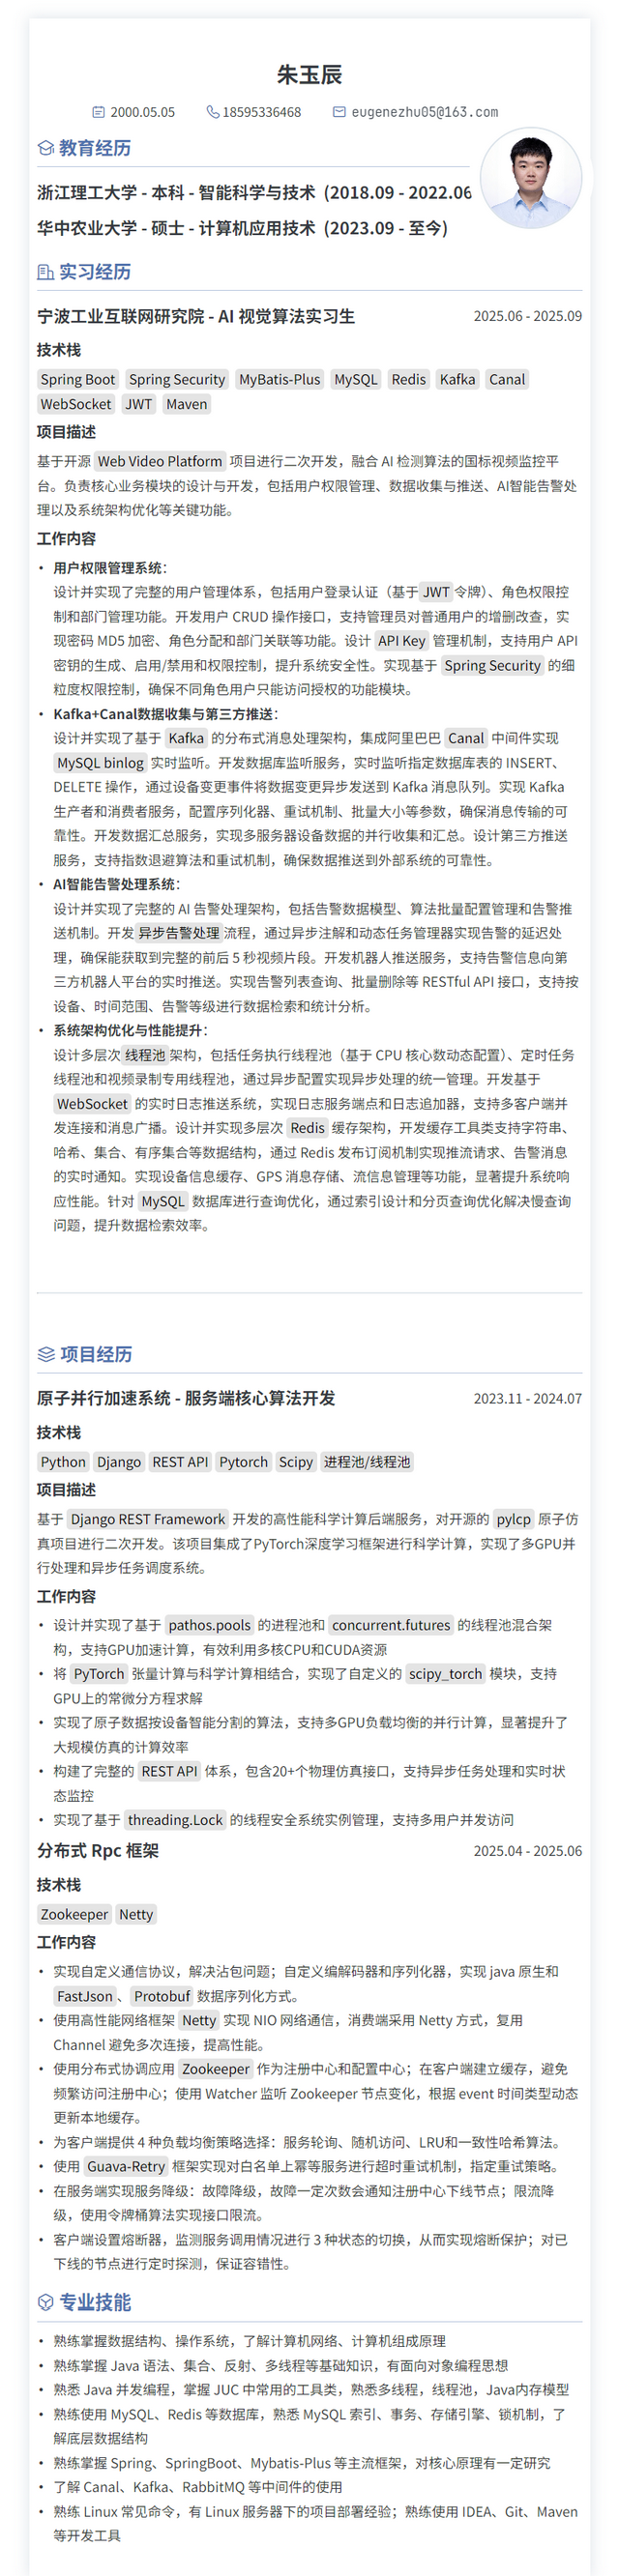 朱玉辰
2000.05.05 18595336468 eugenezhu05@163.com
教育经历
浙江理工大学 - 本科 - 智能科学与技术 (2018.09 - 2022.06
华中农业大学 - 硕士 - 计算机应用技术 (2023.09 - 至今)
实习经历
宁波工业互联网研究院 - AI 视觉算法实习生 2025.06 - 2025.09
技术栈
Spring Boot Spring Security MyBatis-Plus MySQL Redis Kafka Canal
WebSocket JWT Maven
项目描述
基于开源 Web Video Platform 项目进行二次开发，融合 AI 检测算法的国标视频监控平
台。负责核心业务模块的设计与开发，包括用户权限管理、数据收集与推送、AI智能告警处
理以及系统架构优化等关键功能。
工作内容
• 用户权限管理系统：
设计并实现了完整的用户管理体系，包括用户登录认证（基于 JWT 令牌）、角色权限控
制和部门管理功能。开发用户 CRUD 操作接口，支持管理员对普通用户的增删改查，实
现密码 MD5 加密、角色分配和部门关联等功能。设计 API Key 管理机制，支持用户 API
密钥的生成、启用/禁用和权限控制，提升系统安全性。实现基于 Spring Security 的细
粒度权限控制，确保不同角色用户只能访问授权的功能模块。
• Kafka+Canal数据收集与第三方推送：
设计并实现了基于 Kafka 的分布式消息处理架构，集成阿里巴巴 Canal 中间件实现
MySQL binlog 实时监听。开发数据库监听服务，实时监听指定数据库表的 INSERT、
DELETE 操作，通过设备变更事件将数据变更异步发送到 Kafka 消息队列。实现 Kafka
生产者和消费者服务，配置序列化器、重试机制、批量大小等参数，确保消息传输的可
靠性。开发数据汇总服务，实现多服务器设备数据的并行收集和汇总。设计第三方推送
服务，支持指数退避算法和重试机制，确保数据推送到外部系统的可靠性。
• AI智能告警处理系统：
设计并实现了完整的 AI 告警处理架构，包括告警数据模型、算法批量配置管理和告警推
送机制。开发 异步告警处理 流程，通过异步注解和动态任务管理器实现告警的延迟处
理，确保能获取到完整的前后 5 秒视频片段。开发机器人推送服务，支持告警信息向第
三方机器人平台的实时推送。实现告警列表查询、批量删除等 RESTful API 接口，支持按
设备、时间范围、告警等级进行数据检索和统计分析。
• 系统架构优化与性能提升：
设计多层次 线程池 架构，包括任务执行线程池（基于 CPU 核心数动态配置）、定时任务
线程池和视频录制专用线程池，通过异步配置实现异步处理的统一管理。开发基于
WebSocket 的实时日志推送系统，实现日志服务端点和日志追加器，支持多客户端并
发连接和消息广播。设计并实现多层次 Redis 缓存架构，开发缓存工具类支持字符串、
哈希、集合、有序集合等数据结构，通过 Redis 发布订阅机制实现推流请求、告警消息
的实时通知。实现设备信息缓存、GPS 消息存储、流信息管理等功能，显著提升系统响
应性能。针对 MySQL 数据库进行查询优化，通过索引设计和分页查询优化解决慢查询
问题，提升数据检索效率。
项目经历
原子并行加速系统 - 服务端核心算法开发 2023.11 - 2024.07
技术栈
Python Django REST API Pytorch Scipy 进程池/线程池
项目描述
基于 Django REST Framework 开发的高性能科学计算后端服务，对开源的 pylcp 原子仿
真项目进行二次开发。该项目集成了PyTorch深度学习框架进行科学计算，实现了多GPU并
行处理和异步任务调度系统。
工作内容
• 设计并实现了基于 pathos.pools 的进程池和 concurrent.futures 的线程池混合架
构，支持GPU加速计算，有效利用多核CPU和CUDA资源
• 将 PyTorch 张量计算与科学计算相结合，实现了自定义的 scipy_torch 模块，支持
GPU上的常微分方程求解
• 实现了原子数据按设备智能分割的算法，支持多GPU负载均衡的并行计算，显著提升了
大规模仿真的计算效率
• 构建了完整的 REST API 体系，包含20+个物理仿真接口，支持异步任务处理和实时状
态监控
• 实现了基于 threading.Lock 的线程安全系统实例管理，支持多用户并发访问
分布式 Rpc 框架 2025.04 - 2025.06
技术栈
Zookeeper Netty
工作内容
• 实现自定义通信协议，解决沾包问题；自定义编解码器和序列化器，实现 java 原生和
FastJson 、 Protobuf 数据序列化方式。
• 使用高性能网络框架 Netty 实现 NIO 网络通信，消费端采用 Netty 方式，复用
Channel 避免多次连接，提高性能。
• 使用分布式协调应用 Zookeeper 作为注册中心和配置中心；在客户端建立缓存，避免
频繁访问注册中心；使用 Watcher 监听 Zookeeper 节点变化，根据 event 时间类型动态
更新本地缓存。
• 为客户端提供 4 种负载均衡策略选择：服务轮询、随机访问、LRU和一致性哈希算法。
• 使用 Guava-Retry 框架实现对白名单上幂等服务进行超时重试机制，指定重试策略。
• 在服务端实现服务降级：故障降级，故障一定次数会通知注册中心下线节点；限流降
级，使用令牌桶算法实现接口限流。
• 客户端设置熔断器，监测服务调用情况进行 3 种状态的切换，从而实现熔断保护；对已
下线的节点进行定时探测，保证容错性。
专业技能
• 熟练掌握数据结构、操作系统，了解计算机网络、计算机组成原理
• 熟练掌握 Java 语法、集合、反射、多线程等基础知识，有面向对象编程思想
• 熟悉 Java 并发编程，掌握 JUC 中常用的工具类，熟悉多线程，线程池，Java内存模型
• 熟练使用 MySQL、Redis 等数据库，熟悉 MySQL 索引、事务、存储引擎、锁机制，了
解底层数据结构
• 熟练掌握 Spring、SpringBoot、Mybatis-Plus 等主流框架，对核心原理有一定研究
• 了解 Canal、Kafka、RabbitMQ 等中间件的使用
• 熟练 Linux 常见命令，有 Linux 服务器下的项目部署经验；熟练使用 IDEA、Git、Maven
等开发工具